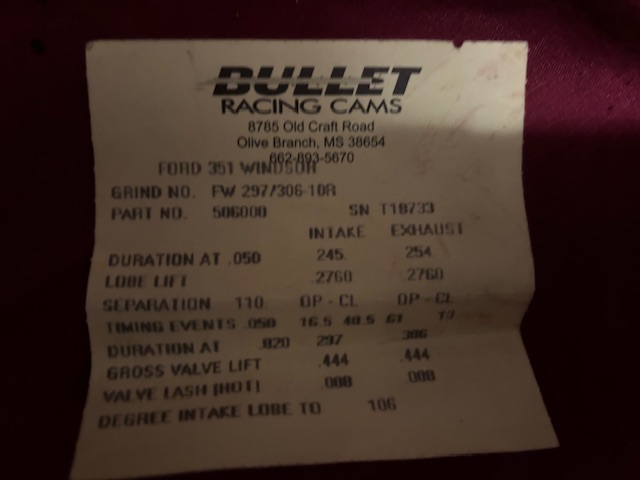 BULLET
RACING CAMS
8785 Old Craft Road
Olive Branch, MS 38654
662-893-5670
FORD 351 WINDSOR
GRIND NO. FW 297/306-10R
PART NO. 506000 SN T18733
INTAKE EXHAUST
DURATION AT .050 245. 254.
LOBE LIFT .2760 .2760
SEPARATION 110. OP - CL OP - CL
TIMING EVENTS .050 16.5 48.5 61 13
DURATION AT .020 297 306
GROSS VALVE LIFT .444 .444
VALVE LASH (HOT) .008 .008
DEGREE INTAKE LOBE TO 106